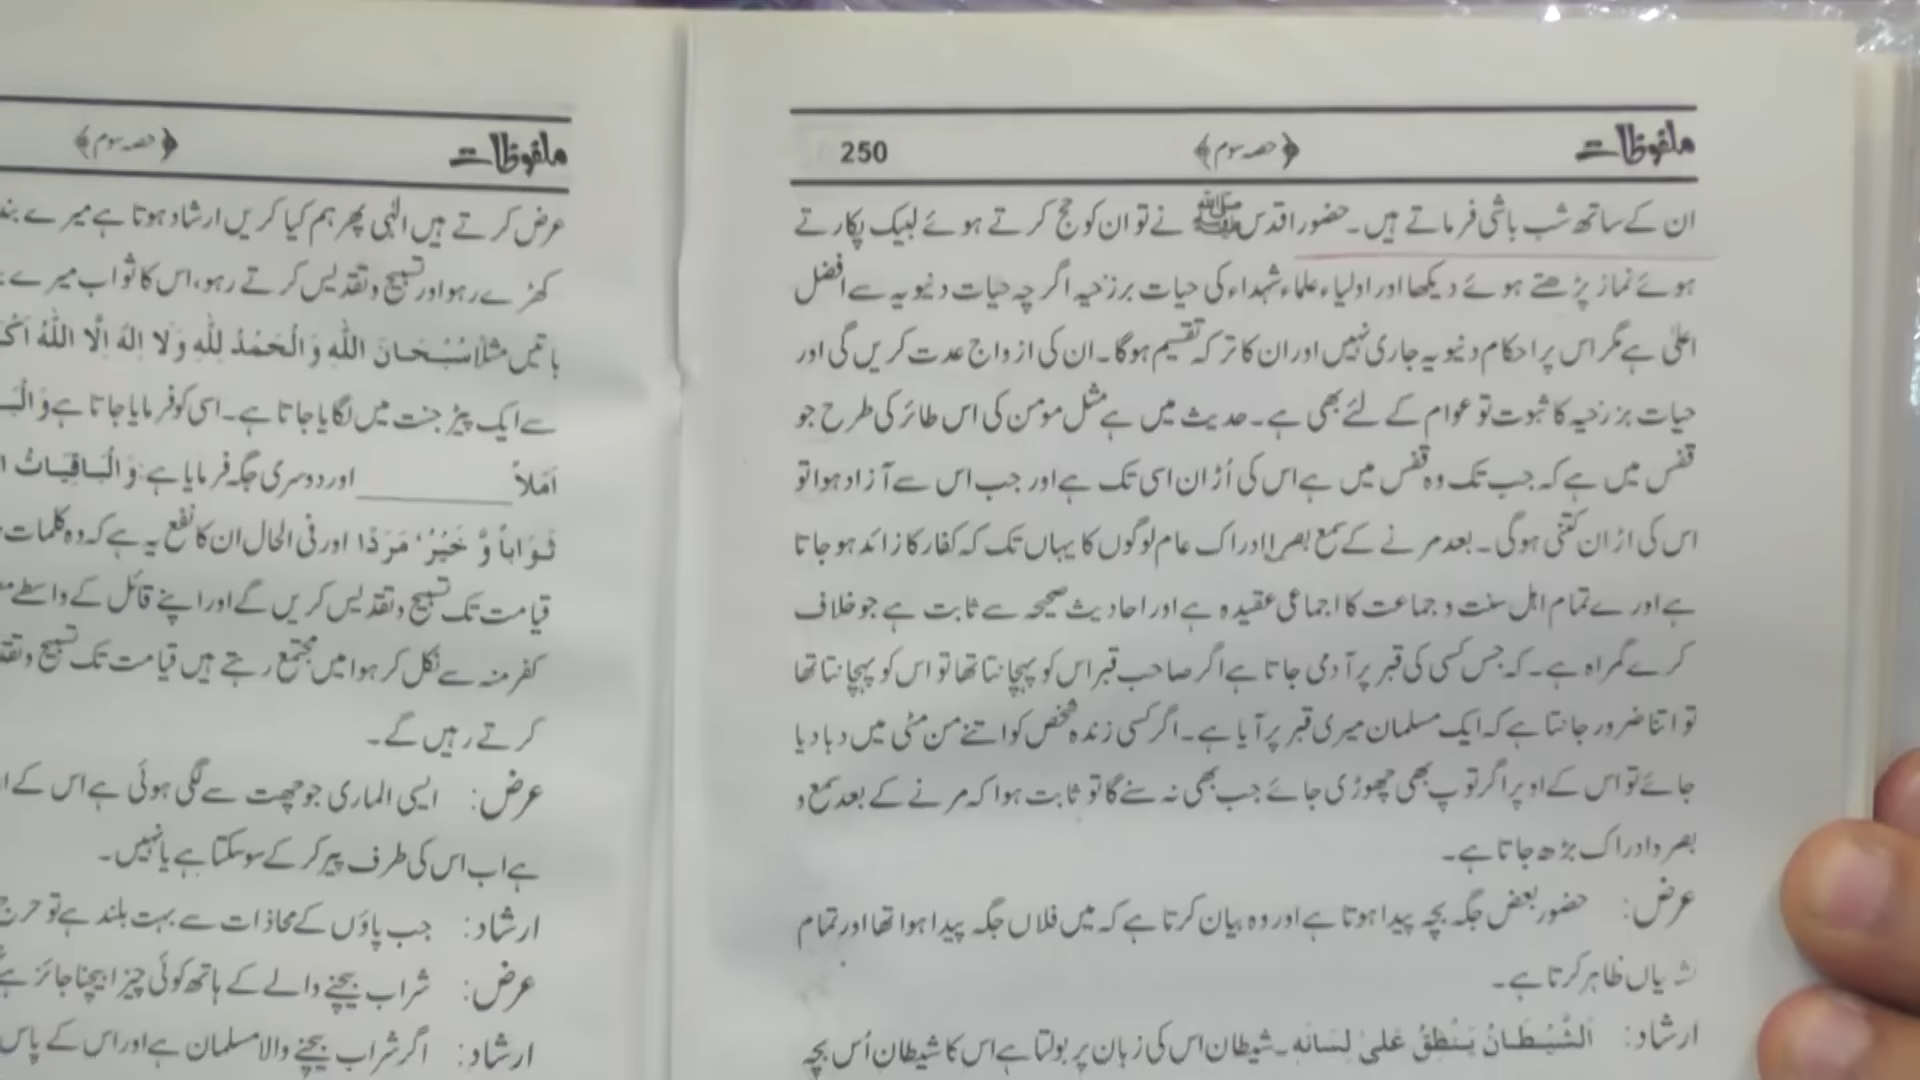 ملفوظات ﴿حصہ سوم﴾ 250
ان کے ساتھ شب باشی فرماتے ہیں۔ حضور اقدس ﷺ نے تو ان کو حج کرتے ہوئے لبیک پکارتے
ہوئے نماز پڑھتے ہوئے دیکھا اور اولیاء علماء شہداء کی حیات برزخیہ اگر چہ حیات دنیویہ سے افضل
اعلیٰ ہے مگر اس پر احکام دنیویہ جاری نہیں اور ان کا ترکہ تقسیم ہوگا۔ ان کی ازواج عدت کریں گی اور
حیات برزخیہ کا ثبوت تو عوام کے لئے بھی ہے۔ حدیث میں ہے مثل مومن کی اس طائر کی طرح جو
قفس میں ہے کہ جب تک وہ قفس میں ہے اس کی اُڑان اسی تک ہے اور جب اس سے آزاد ہوا تو
اس کی اڑان کتنی ہوگی۔ بعد مرنے کے سمع بصر ادراک عام لوگوں کا یہاں تک کہ کفار کا زائد ہو جاتا
ہے اور یے تمام اہل سنت و جماعت کا اجماعی عقیدہ ہے اور احادیث صحیحہ سے ثابت ہے جو خلاف
کرے گمراہ ہے۔ کہ جس کسی کی قبر پر آدمی جاتا ہے اگر صاحب قبر اس کو پہچانتا تھا تو اس کو پہچانتا تھا
تو اتنا ضرور جانتا ہے کہ ایک مسلمان میری قبر پر آیا ہے۔ اگر کسی زندہ شخص کو اتنے من مٹی میں دبا دیا
جائے تو اس کے اوپر اگر توپ بھی چھوڑی جائے جب بھی نہ سنے گا تو ثابت ہوا کہ مرنے کے بعد سمع و
بصر و ادراک بڑھ جاتا ہے۔
عرض: حضور بعض جگہ بچہ پیدا ہوتا ہے اور وہ بیان کرتا ہے کہ میں فلاں جگہ پیدا ہوا تھا اور تمام
یاں ظاہر کرتا ہے۔
ارشاد: اَلشَّیْطَانُ یَنْطِقُ عَلیٰ لِسَانَہٖ۔ شیطان اس کی زبان پر بولتا ہے اس کا شیطان اُس بچہ
ملفوظات ﴿حصہ سوم﴾
عرض کرتے ہیں الٰہی پھر ہم کیا کریں ارشاد ہوتا ہے میرے
کھڑے رہو اور تسبیح و تقدیس کرتے رہو، اس کا ثواب میرے
باتیں مثلاً سُبْحَانَ اللّٰہِ وَالْحَمْدُ لِلّٰہِ وَلَا اِلٰہَ اِلَّا اللّٰہُ
سے ایک پیڑ جنت میں لگایا جاتا ہے۔ اسی کو فرمایا جاتا ہے
اَمَلاً ______ اور دوسری جگہ فرمایا ہے وَالْبَاقِیَاتُ
ثَوَاباً وَّ خَیْرٌ مَرَدًا اور فی الحال ان کا نفع یہ ہے کہ وہ کلمات
قیامت تک تسبیح و تقدیس کریں گے اور اپنے قائل کے واسطے
کفر منہ سے نکل کر ہوا میں مجتمع رہتے ہیں قیامت تک تسبیح و
کرتے رہیں گے۔
عرض: ایسی الماری جو چھت سے لگی ہوئی ہے اس کے
ہے اب اس کی طرف پیر کر کے سو سکتا ہے یا نہیں۔
ارشاد: جب پاؤں کے محاذات سے بہت بلند ہے تو حرج
عرض: شراب بیچنے والے کے ہاتھ کوئی چیز بیچنا جائز ہے
ارشاد: اگر شراب بیچنے والا مسلمان ہے اور اس کے پاس